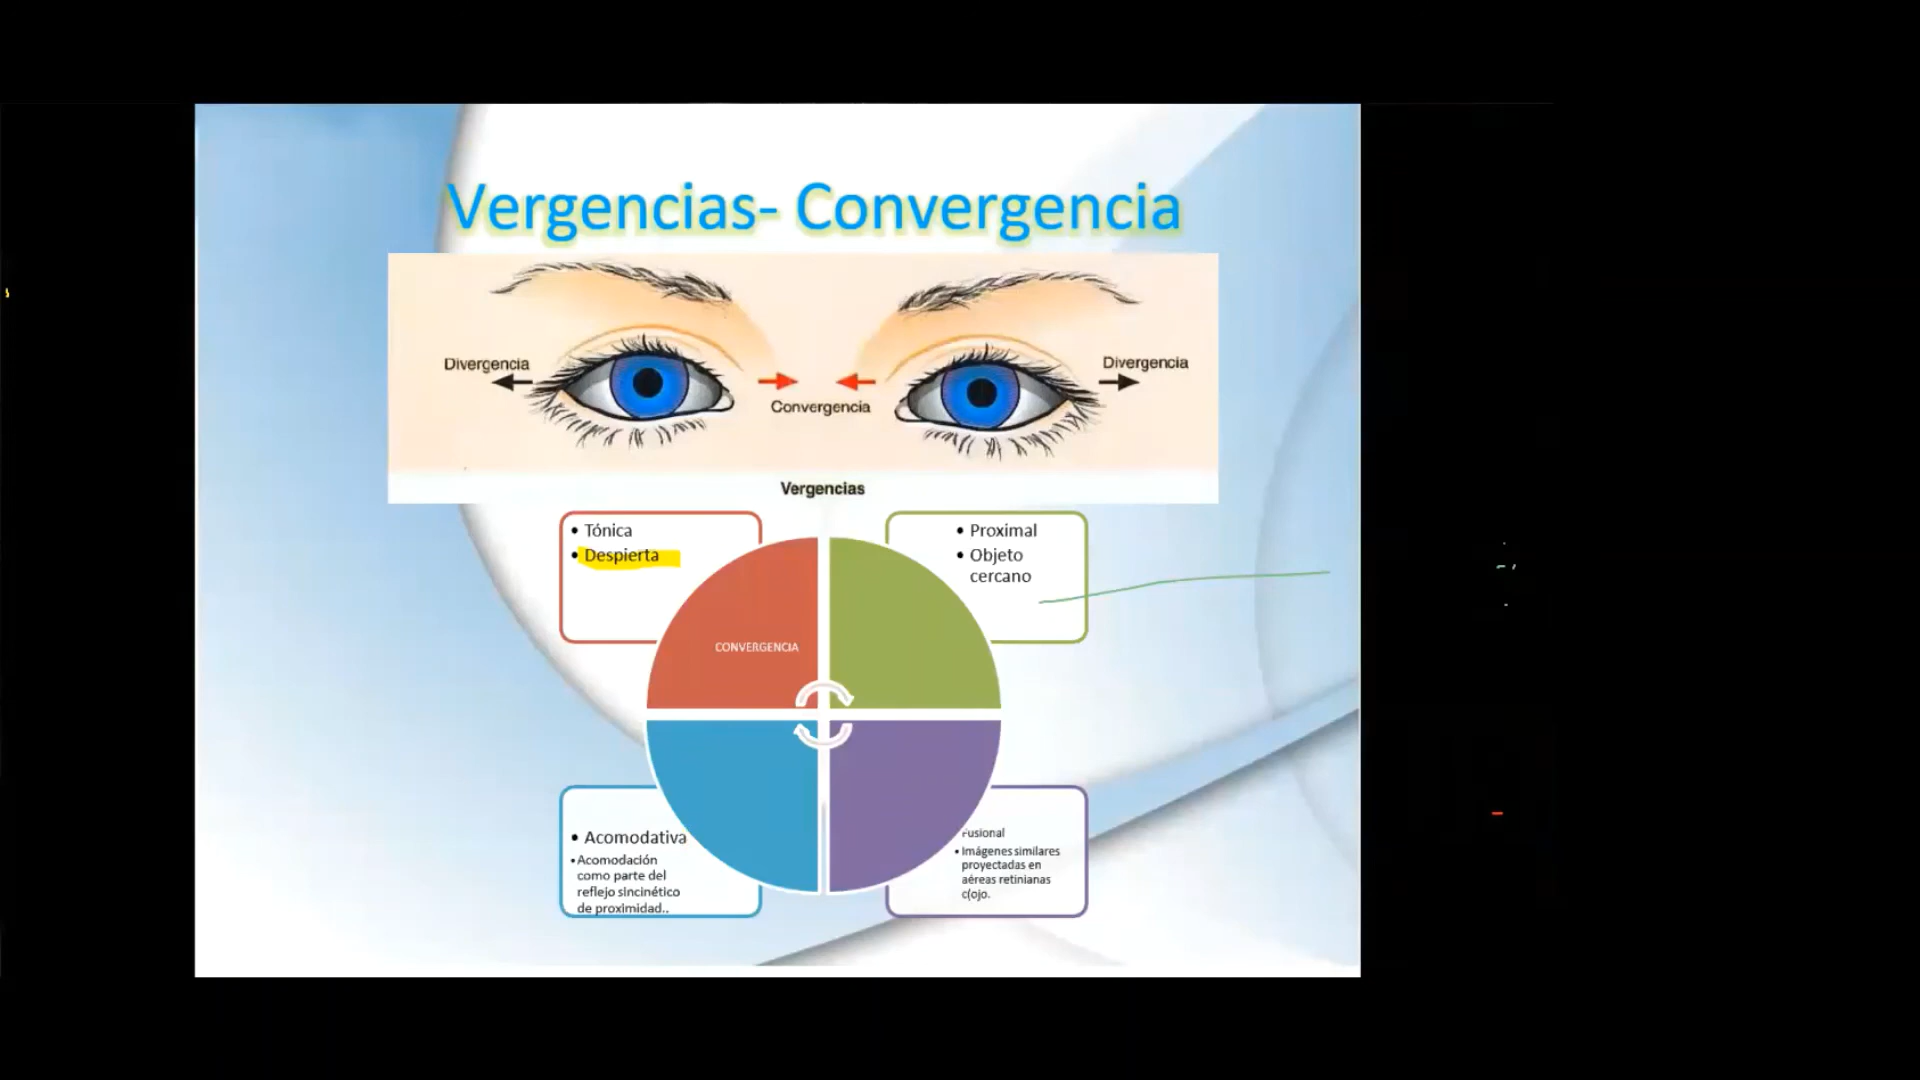 Vergencias- Convergencia
Divergencia
Divergencia
Convergencia
Vergencias
• Tónica
• Despierta
• Proximal
• Objeto
cercano
CONVERGENCIA
• Acomodativa
• Acomodación
como parte del
reflejo sincinético
de proximidad..
Fusional
• Imágenes similares
proyectadas en
aéreas retinianas
c(ojo.